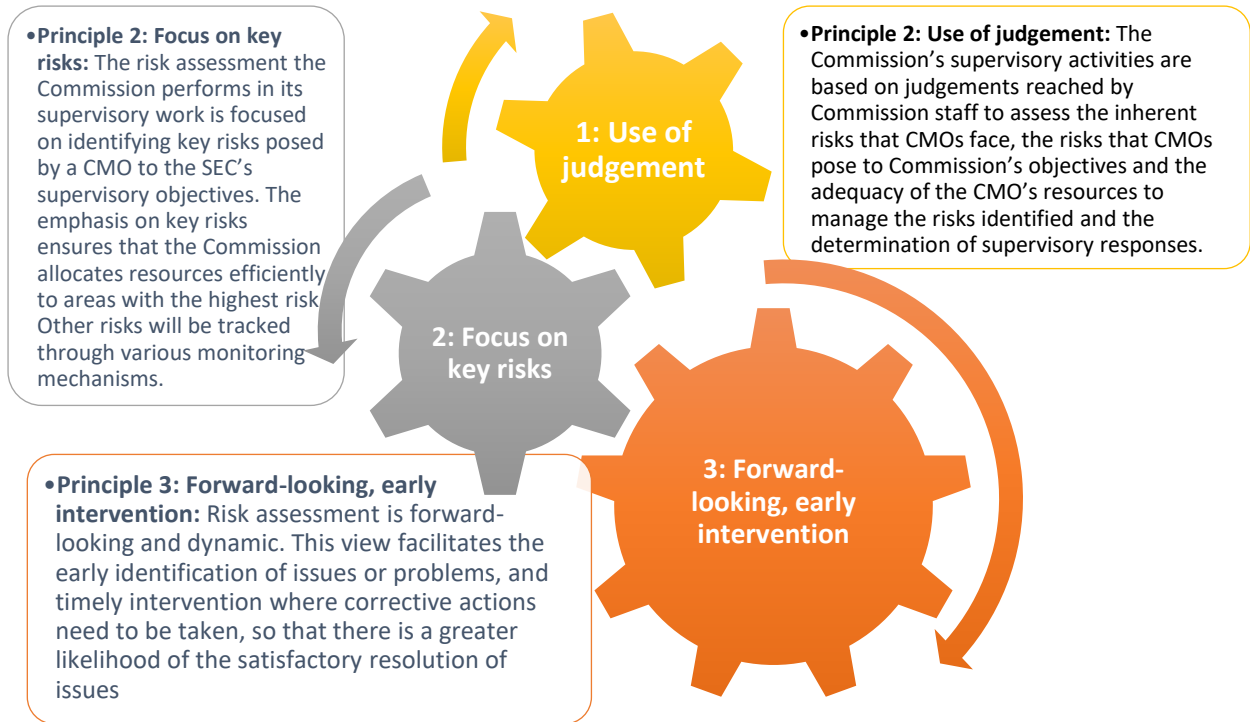 •Principle 2: Focus on key
risks: The risk assessment the
Commission performs in its
supervisory work is focused
on identifying key risks posed
by a CMO to the SEC’s
supervisory objectives. The
emphasis on key risks
ensures that the Commission
allocates resources efficiently
to areas with the highest risk
Other risks will be tracked
through various monitoring
mechanisms.
1: Use of
judgement
•Principle 2: Use of judgement: The
Commission’s supervisory activities are
based on judgements reached by
Commission staff to assess the inherent
risks that CMOs face, the risks that CMOs
pose to Commission’s objectives and the
adequacy of the CMO’s resources to
manage the risks identified and the
determination of supervisory responses.
2: Focus on
key risks
3: Forward-
looking, early
intervention
•Principle 3: Forward-looking, early
intervention: Risk assessment is forward-
looking and dynamic. This view facilitates the
early identification of issues or problems, and
timely intervention where corrective actions
need to be taken, so that there is a greater
likelihood of the satisfactory resolution of
issues